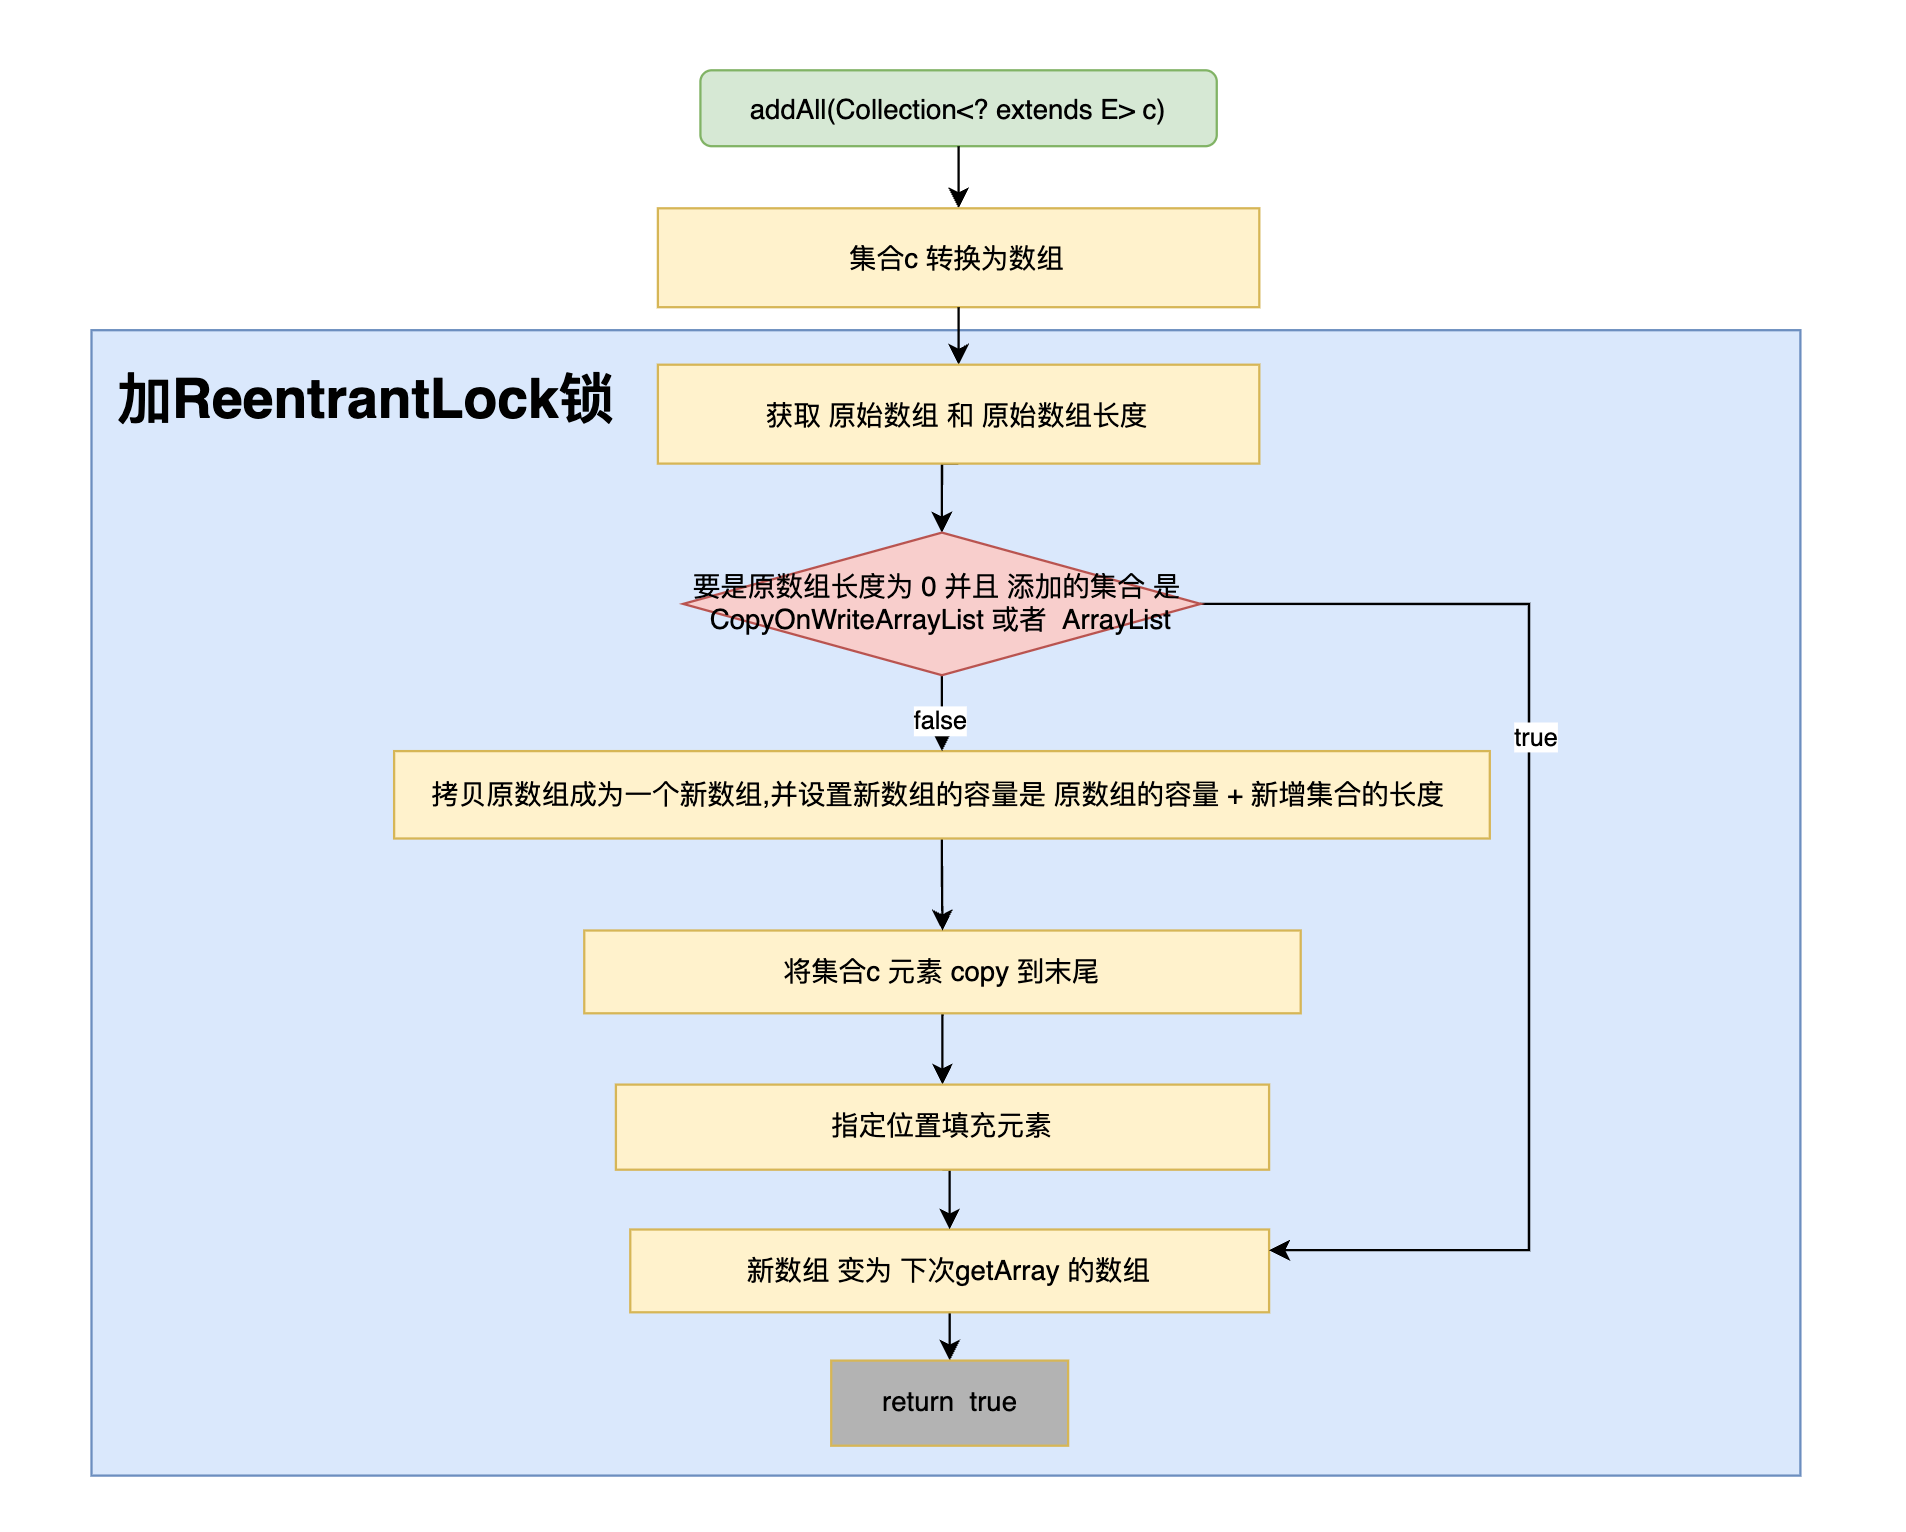 addAll(Collection<? extends E> c)
集合c 转换为数组
加ReentrantLock锁
获取 原始数组 和 原始数组长度
要是原数组长度为 0 并且 添加的集合 是
CopyOnWriteArrayList 或者  ArrayList
false
true
拷贝原数组成为一个新数组,并设置新数组的容量是 原数组的容量 + 新增集合的长度
将集合c 元素 copy 到末尾
指定位置填充元素
新数组 变为 下次getArray 的数组
return  true